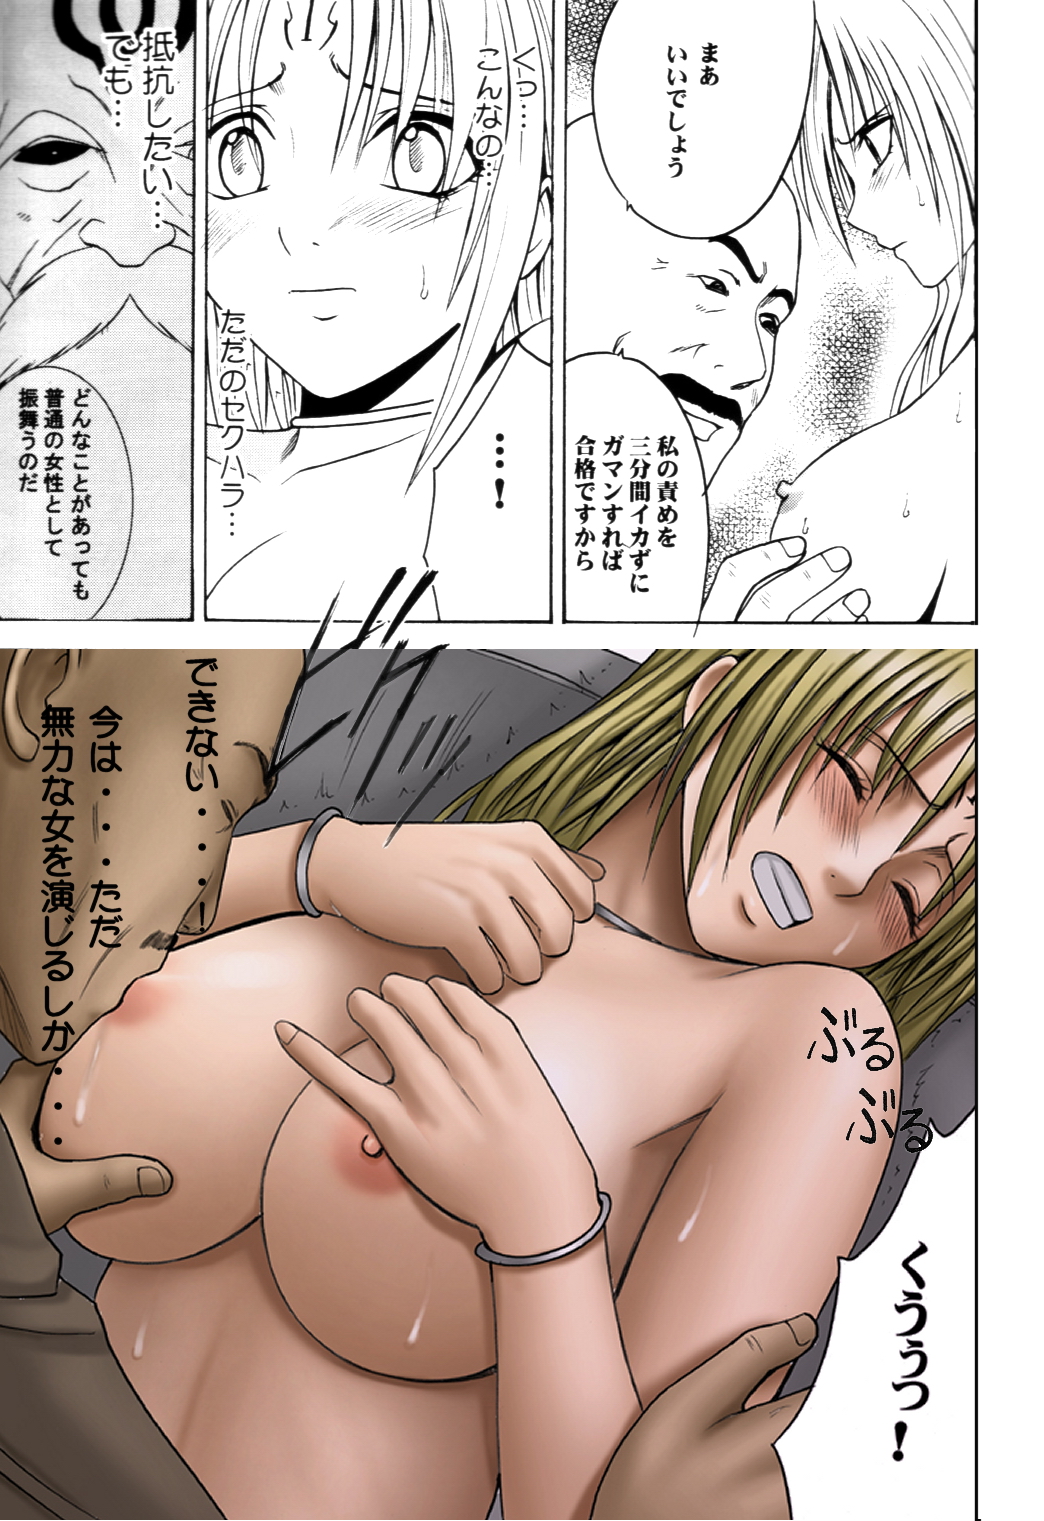 まあ
いいでしょう
私の責めを
三分間イカずに
ガマンすれば
合格ですから
くっ…
こんなの…
…！
ただのセクハラ…
抵抗したい…
でも…
どんなことがあっても
普通の女性として
振舞うのだ
できない・・・・！
今は・・・ただ
無力な女を演じるしか・・・・
ぶる
ぶる
くううっ！